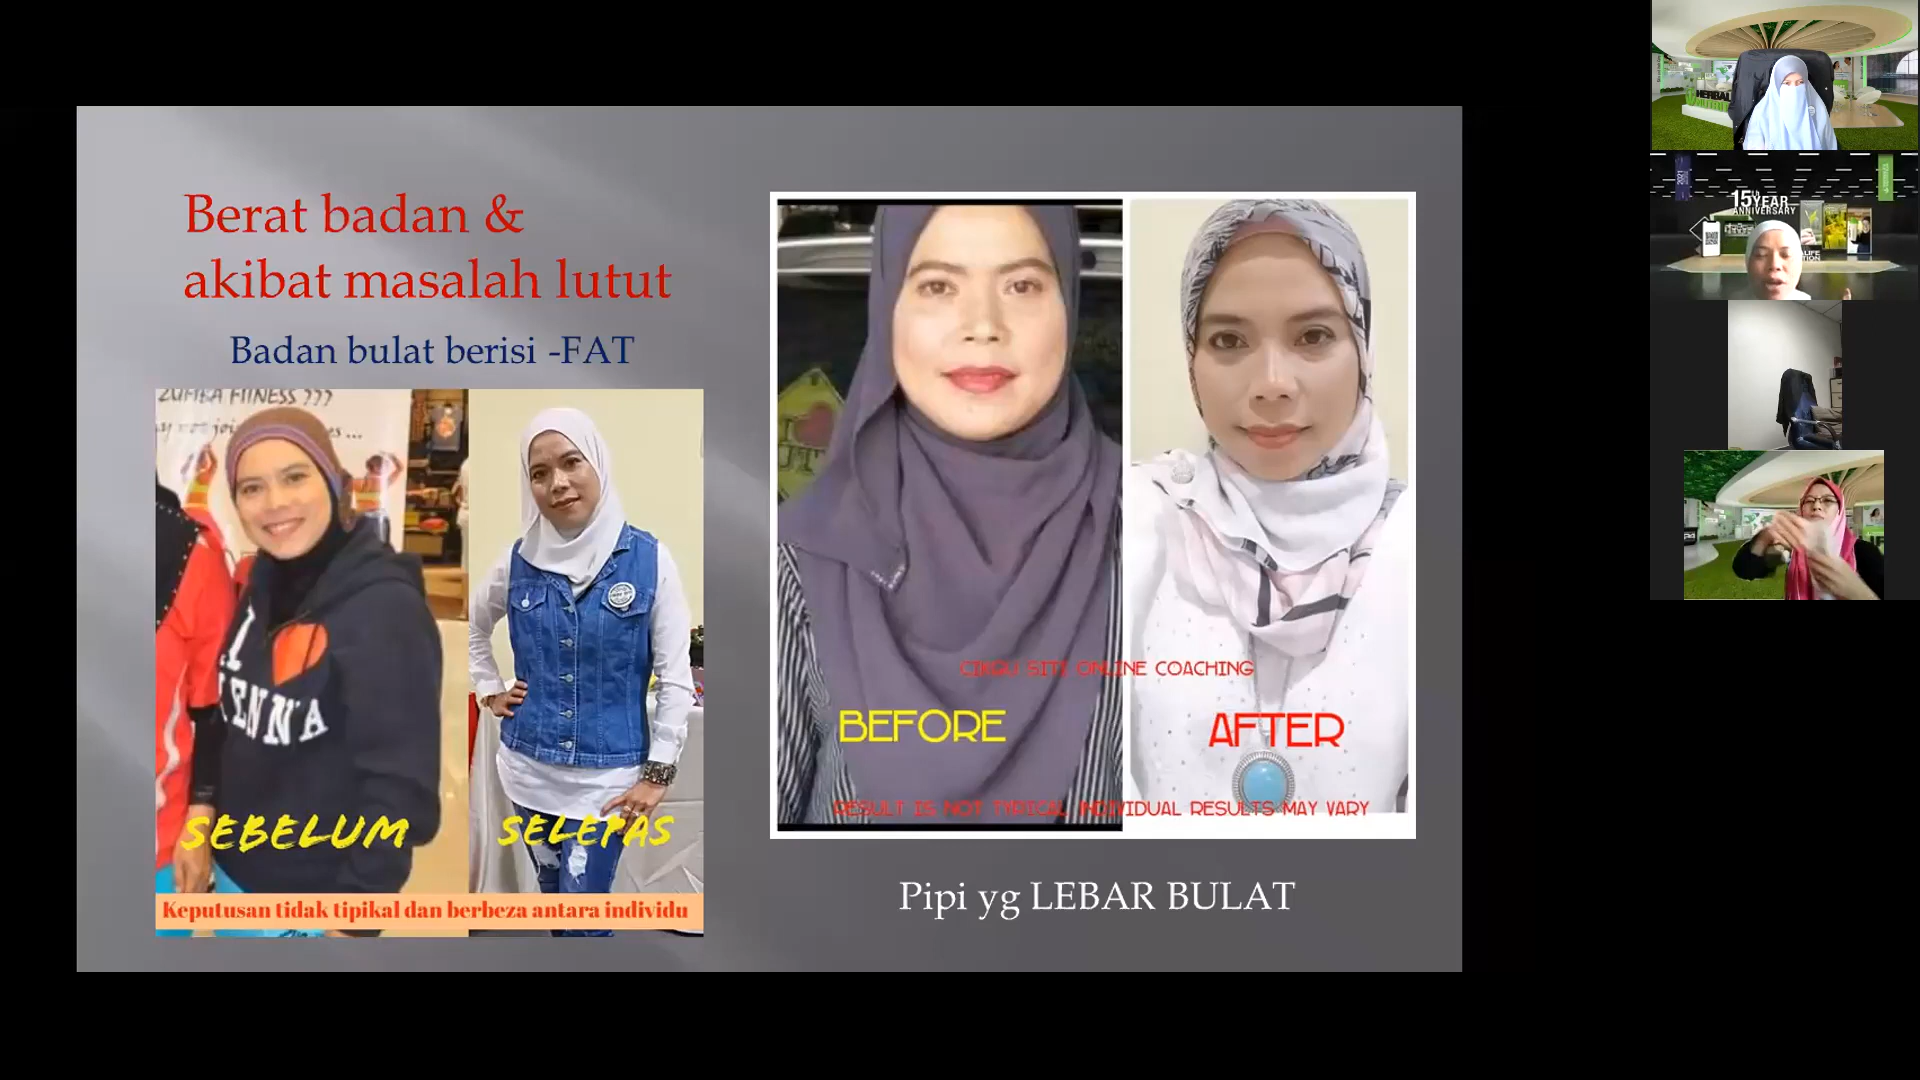 Berat badan &
akibat masalah lutut
Badan bulat berisi -FAT
ZUMBA FITNESS ???
SEBELUM
SELEPAS
Keputusan tidak tipikal dan berbeza antara individu
CIKGU SITI ONLINE COACHING
BEFORE
AFTER
RESULT IS NOT TYPICAL INDIVIDUAL RESULTS MAY VARY
Pipi yg LEBAR BULAT
HERBAL
15th
YEAR
ANNIVERSARY